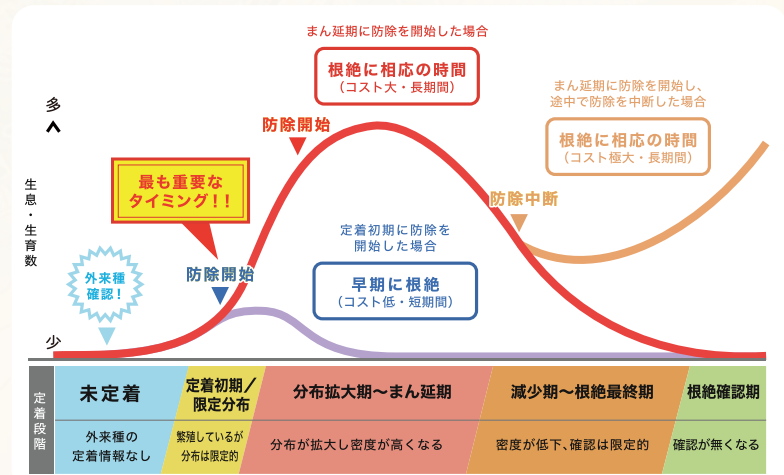 まん延期に防除を開始した場合
根絶に相応の時間
（コスト大・長期間）
防除開始
まん延期に防除を開始し、
途中で防除を中断した場合
根絶に相応の時間
（コスト極大・長期間）
多
生息・生育数
少
最も重要な
タイミング！！
防除開始
外来種
確認！
定着初期に防除を
開始した場合
早期に根絶
（コスト低・短期間）
防除中断
定着段階
未定着
定着初期／
限定分布
分布拡大期〜まん延期
減少期〜根絶最終期
根絶確認期
外来種の
定着情報なし
繁殖しているが
分布は限定的
分布が拡大し密度が高くなる
密度が低下、確認は限定的
確認が無くなる